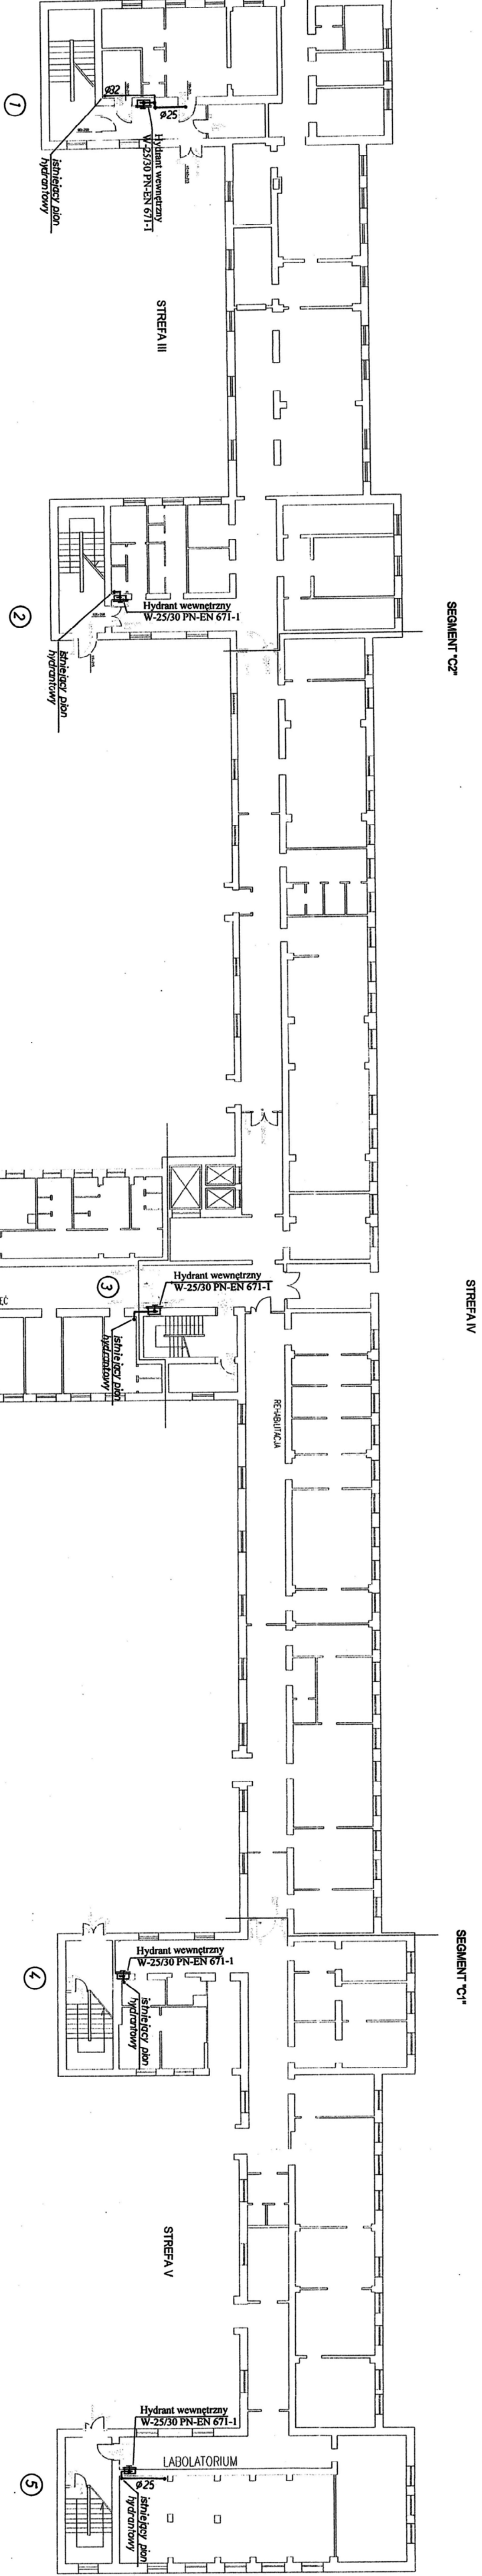 1
ø32
ø25
Hydrant wewnętrzny
W-25/30 PN-EN 671-1
istniejący pion
hydrantowy
STREFA III
SEGMENT "C2"
2
Hydrant wewnętrzny
W-25/30 PN-EN 671-1
istniejący pion
hydrantowy
STREFA IV
3
Hydrant wewnętrzny
W-25/30 PN-EN 671-1
istniejący pion
hydrantowy
REHABILITACJA
SEGMENT "C1"
4
Hydrant wewnętrzny
W-25/30 PN-EN 671-1
istniejący pion
hydrantowy
STREFA V
5
Hydrant wewnętrzny
W-25/30 PN-EN 671-1
LABOLATORIUM
ø25
istniejący pion
hydrantowy